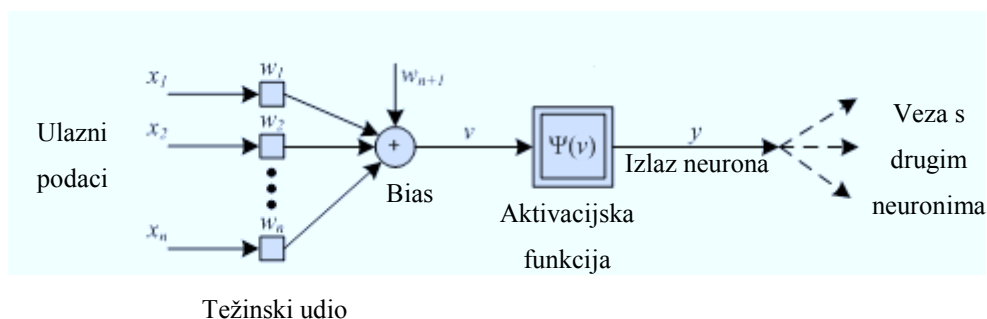 Ulazni
podaci
x₁
x₂
xₙ
w₁
w₂
wₙ
wₙ₊₁
+
Bias
v
Ψ(v)
Aktivacijska
funkcija
y
Izlaz neurona
Veza s
drugim
neuronima
Težinski udio